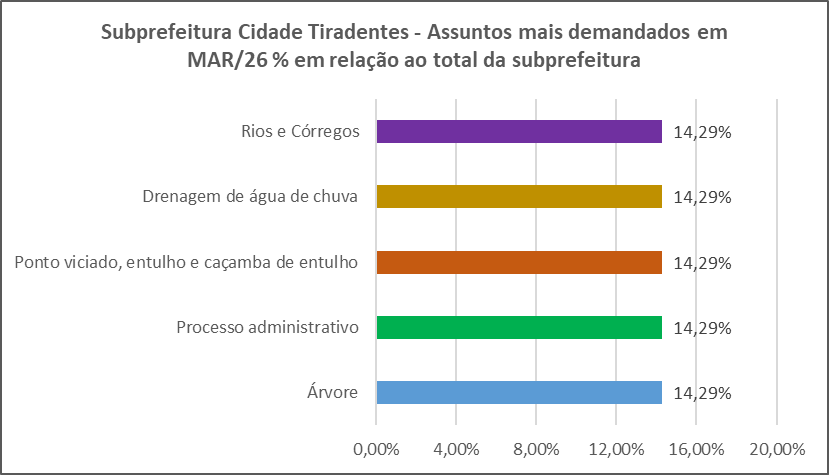 Subprefeitura Cidade Tiradentes - Assuntos mais demandados em
MAR/26 % em relação ao total da subprefeitura
Rios e Córregos 14,29%
Drenagem de água de chuva 14,29%
Ponto viciado, entulho e caçamba de entulho 14,29%
Processo administrativo 14,29%
Árvore 14,29%
0,00% 4,00% 8,00% 12,00% 16,00% 20,00%